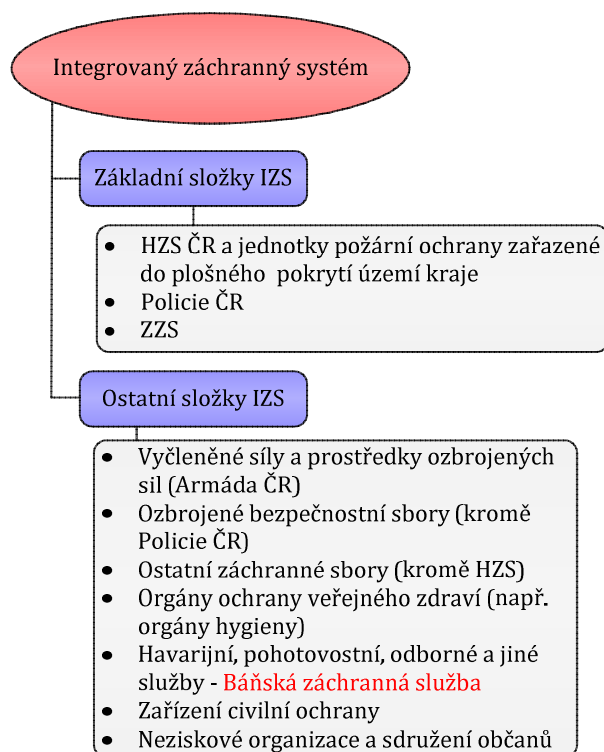 Integrovaný záchranný systém
Základní složky IZS
• HZS ČR a jednotky požární ochrany zařazené
do plošného pokrytí území kraje
• Policie ČR
• ZZS
Ostatní složky IZS
• Vyčleněné síly a prostředky ozbrojených
sil (Armáda ČR)
• Ozbrojené bezpečnostní sbory (kromě
Policie ČR)
• Ostatní záchranné sbory (kromě HZS)
• Orgány ochrany veřejného zdraví (např.
orgány hygieny)
• Havarijní, pohotovostní, odborné a jiné
služby - Báňská záchranná služba
• Zařízení civilní ochrany
• Neziskové organizace a sdružení občanů